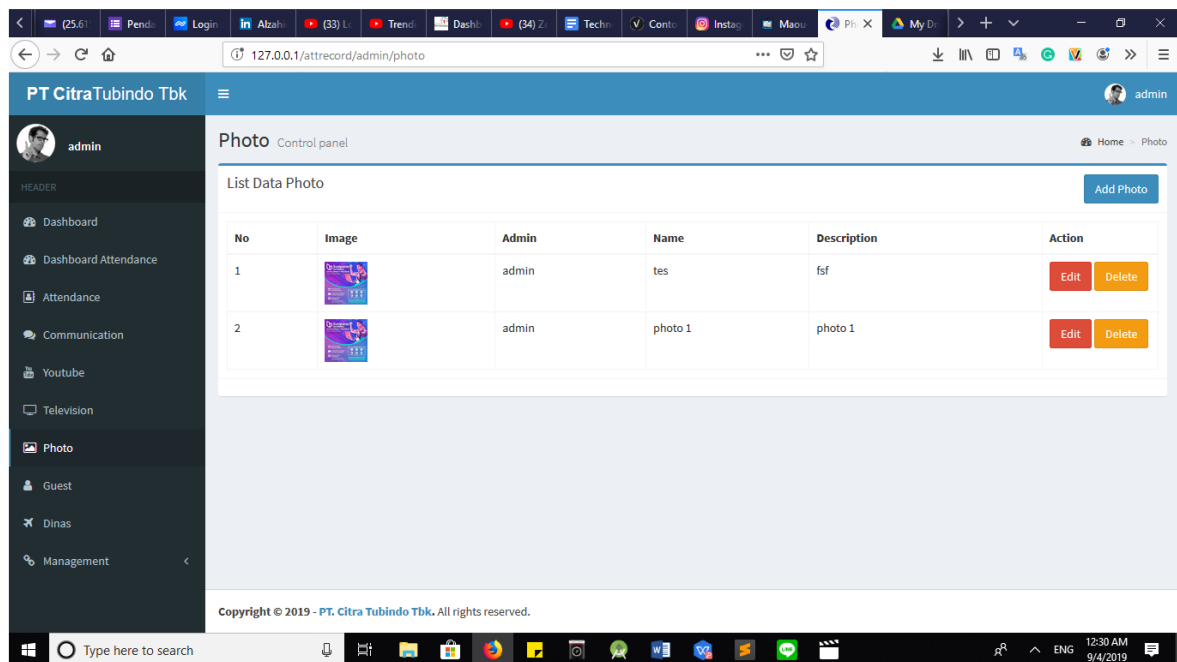 (25.61
Penda
Login
Alzahi
(33) Lo
Trend
Dashb
(34) Z
Techn
Conto
Instag
Maou
Ph
My Dr
127.0.0.1/attrecord/admin/photo
PT CitraTubindo Tbk
admin
admin
Photo Control panel
Home > Photo
HEADER
List Data Photo
Add Photo
Dashboard
Dashboard Attendance
Attendance
Communication
Youtube
Television
Photo
Guest
Dinas
Management
No Image Admin Name Description Action
1 admin tes fsf Edit Delete
2 admin photo 1 photo 1 Edit Delete
Copyright © 2019 - PT. Citra Tubindo Tbk. All rights reserved.
Type here to search
ENG
12:30 AM
9/4/2019